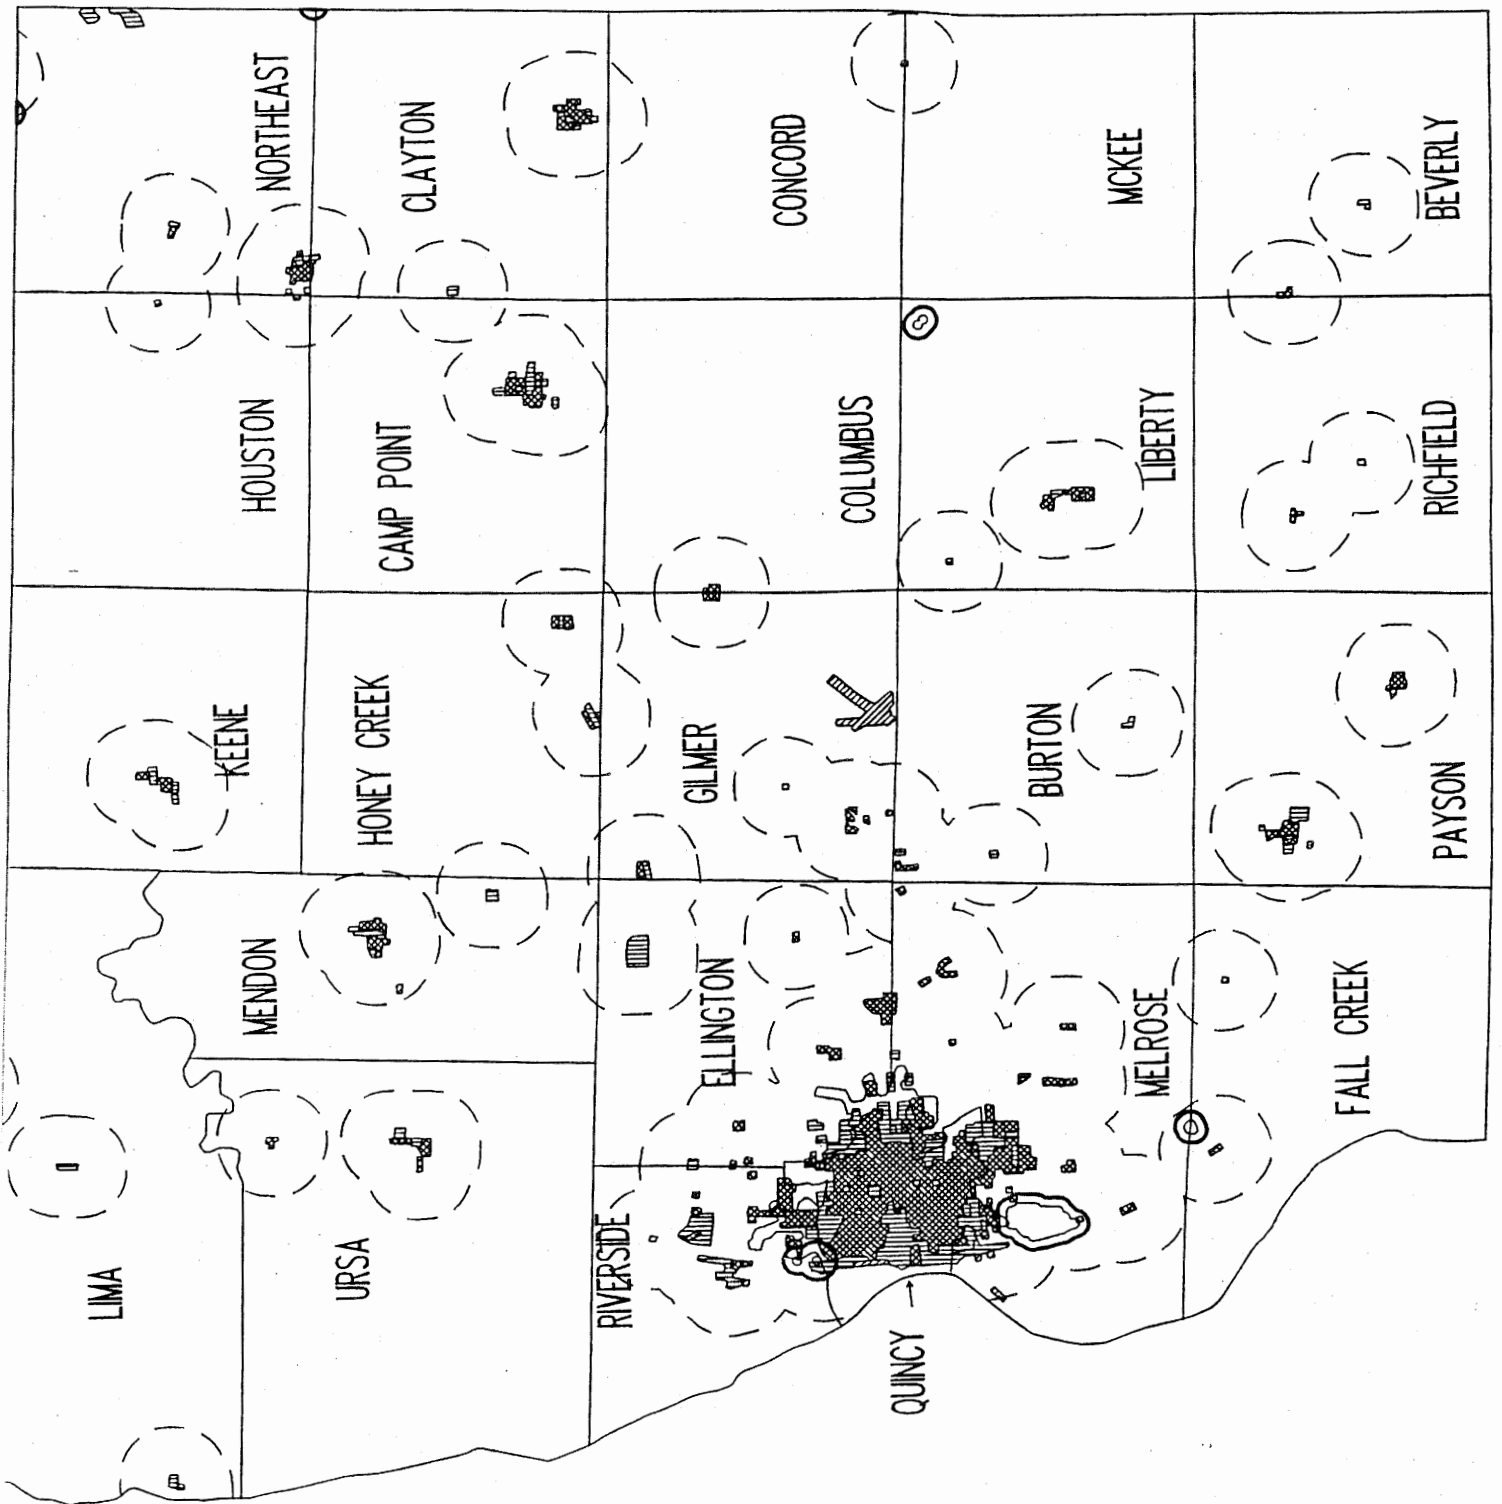 NORTHEAST
CLAYTON
CONCORD
MCKEE
BEVERLY
HOUSTON
CAMP POINT
COLUMBUS
LIBERTY
RICHFIELD
KEENE
HONEY CREEK
GILMER
BURTON
PAYSON
MENDON
ELLINGTON
MELROSE
FALL CREEK
LIMA
URSA
RIVERSIDE
QUINCY